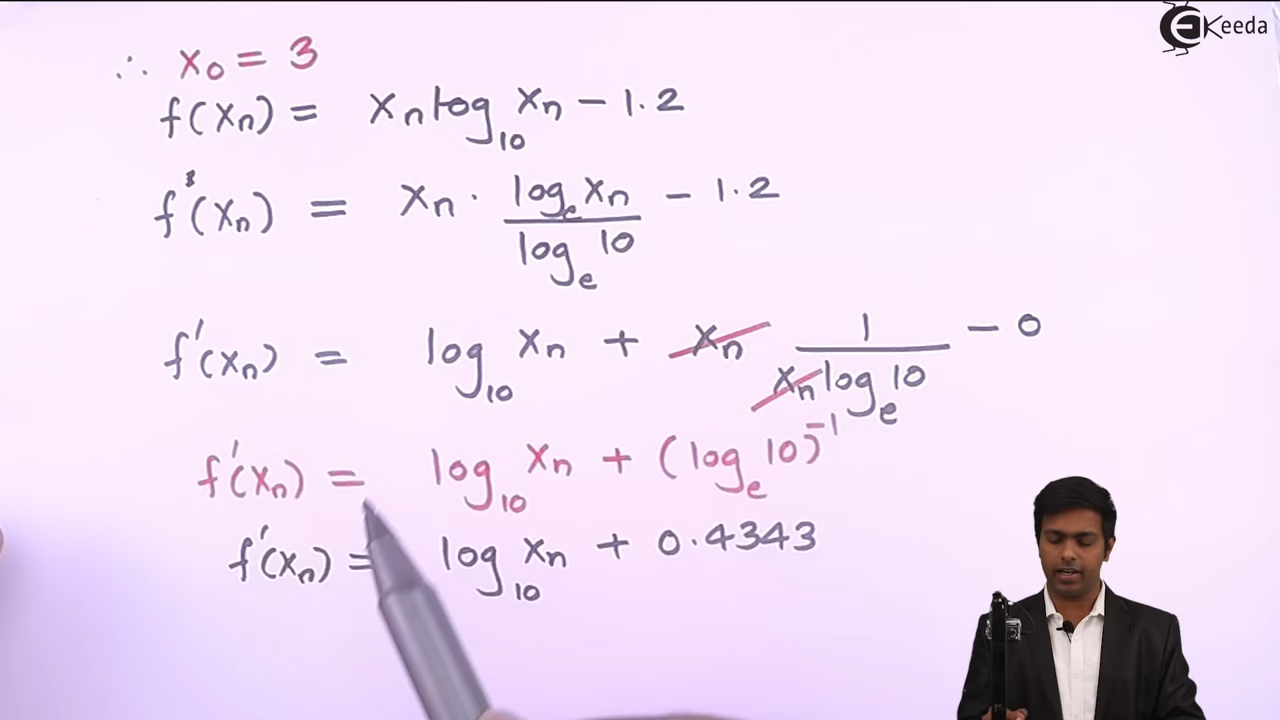 Ekeeda
∴ x₀ = 3
f(xₙ) = xₙ log₁₀ xₙ − 1.2
f'(xₙ) = xₙ · logₑ xₙ / logₑ 10 − 1.2
f'(xₙ) = log₁₀ xₙ + xₙ 1 / xₙ logₑ 10 − 0
f'(xₙ) = log₁₀ xₙ + (logₑ 10)⁻¹
f'(xₙ) = log₁₀ xₙ + 0.4343